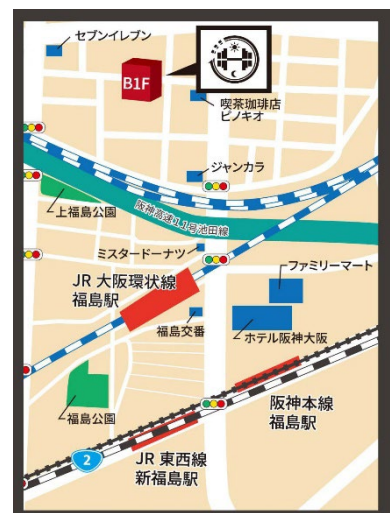 セブンイレブン
B1F
喫茶珈琲店
ピノキオ
ジャンカラ
阪神高速11号池田線
上福島公園
ミスタードーナツ
JR 大阪環状線
福島駅
ファミリーマート
福島交番
ホテル阪神大阪
福島公園
阪神本線
福島駅
2
JR 東西線
新福島駅